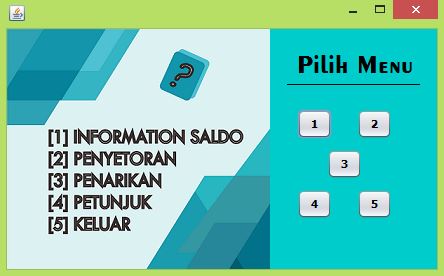 ?
[1] INFORMATION SALDO
[2] PENYETORAN
[3] PENARIKAN
[4] PETUNJUK
[5] KELUAR
Pilih Menu
1 2
3
4 5